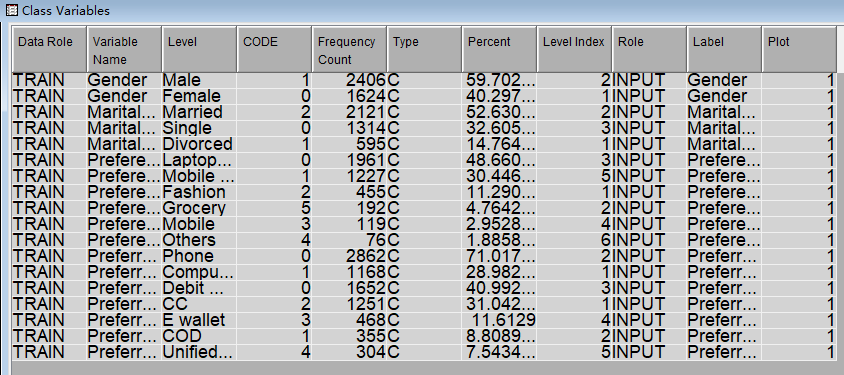 Class Variables
Data Role Variable Name Level CODE Frequency Count Type Percent Level Index Role Label Plot
TRAIN Gender Male 1 2406 C 59.702... 2 INPUT Gender 1
TRAIN Gender Female 0 1624 C 40.297... 1 INPUT Gender 1
TRAIN Marital... Married 2 2121 C 52.630... 2 INPUT Marital... 1
TRAIN Marital... Single 0 1314 C 32.605... 3 INPUT Marital... 1
TRAIN Marital... Divorced 1 595 C 14.764... 1 INPUT Marital... 1
TRAIN Prefere... Laptop... 0 1961 C 48.660... 3 INPUT Prefere... 1
TRAIN Prefere... Mobile ... 1 1227 C 30.446... 5 INPUT Prefere... 1
TRAIN Prefere... Fashion 2 455 C 11.290... 1 INPUT Prefere... 1
TRAIN Prefere... Grocery 5 192 C 4.7642... 2 INPUT Prefere... 1
TRAIN Prefere... Mobile 3 119 C 2.9528... 4 INPUT Prefere... 1
TRAIN Prefere... Others 4 76 C 1.8858... 6 INPUT Prefere... 1
TRAIN Preferr... Phone 0 2862 C 71.017... 2 INPUT Preferr... 1
TRAIN Preferr... Compu... 1 1168 C 28.982... 1 INPUT Preferr... 1
TRAIN Preferr... Debit ... 0 1652 C 40.992... 3 INPUT Preferr... 1
TRAIN Preferr... CC 2 1251 C 31.042... 1 INPUT Preferr... 1
TRAIN Preferr... E wallet 3 468 C 11.6129 4 INPUT Preferr... 1
TRAIN Preferr... COD 1 355 C 8.8089... 2 INPUT Preferr... 1
TRAIN Preferr... Unified... 4 304 C 7.5434... 5 INPUT Preferr... 1